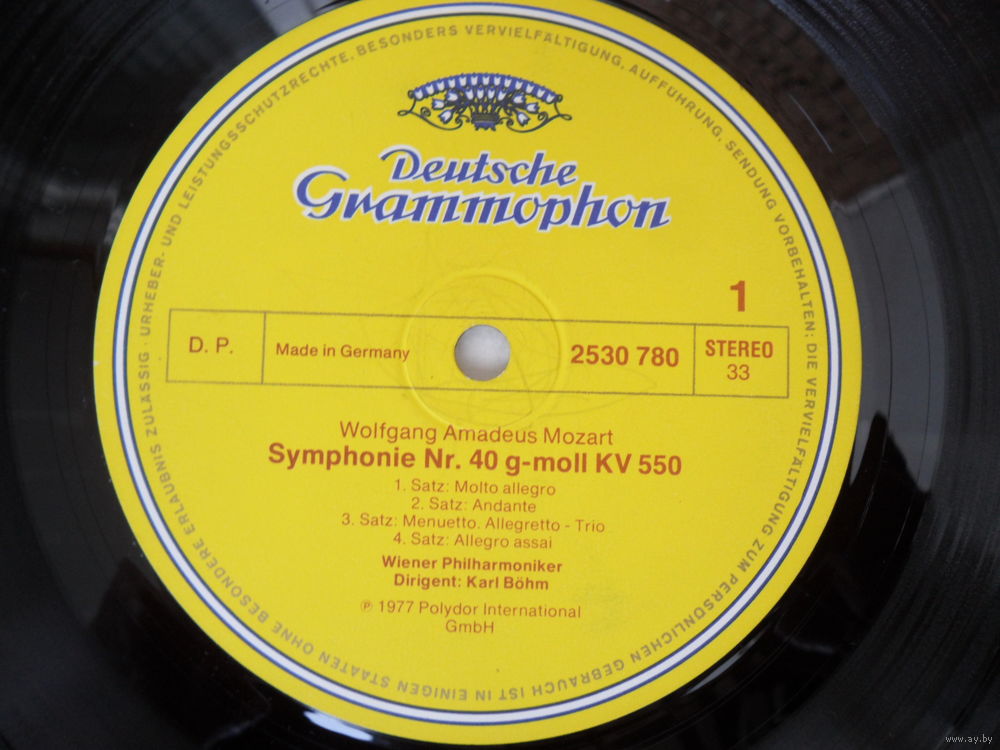 URHEBER- UND LEISTUNGSSCHUTZRECHTE, BESONDERS VERVIELFÄLTIGUNG, AUFFÜHRUNG, SENDUNG VORBEHALTEN; DIE VERVIELFÄLTIGUNG ZUM PERSÖNLICHEN GEBRAUCH IST IN EINIGEN STAATEN OHNE BESONDERE ERLAUBNIS ZULÄSSIG ·
Deutsche
Grammophon
1
D. P.
Made in Germany
2530 780
STEREO
33
Wolfgang Amadeus Mozart
Symphonie Nr. 40 g-moll KV 550
1. Satz: Molto allegro
2. Satz: Andante
3. Satz: Menuetto. Allegretto - Trio
4. Satz: Allegro assai
Wiener Philharmoniker
Dirigent: Karl Böhm
℗ 1977 Polydor International
GmbH
www.ay.by